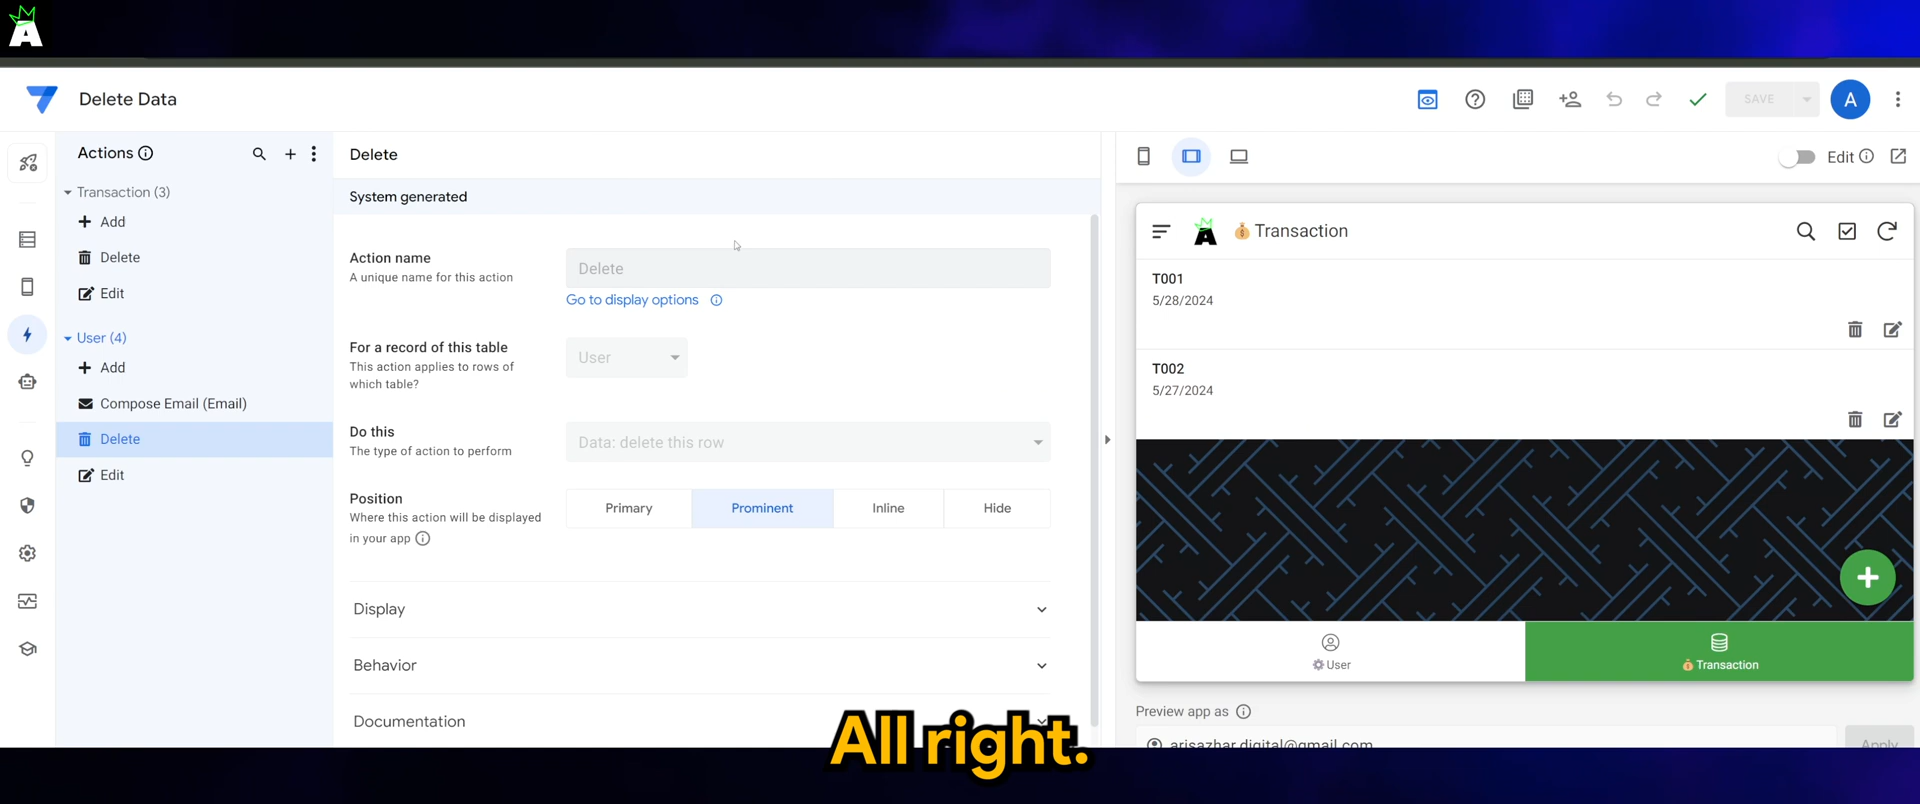 Delete Data
SAVE
A
Actions
Transaction (3)
Add
Delete
Edit
User (4)
Add
Compose Email (Email)
Delete
Edit
Delete
System generated
Action name
A unique name for this action
Delete
Go to display options
For a record of this table
This action applies to rows of
which table?
User
Do this
The type of action to perform
Data: delete this row
Position
Where this action will be displayed
in your app
Primary
Prominent
Inline
Hide
Display
Behavior
Documentation
Edit
A
Transaction
T001
5/28/2024
T002
5/27/2024
User
Transaction
Preview app as
arisazhar.digital@gmail.com
Apply
All right.